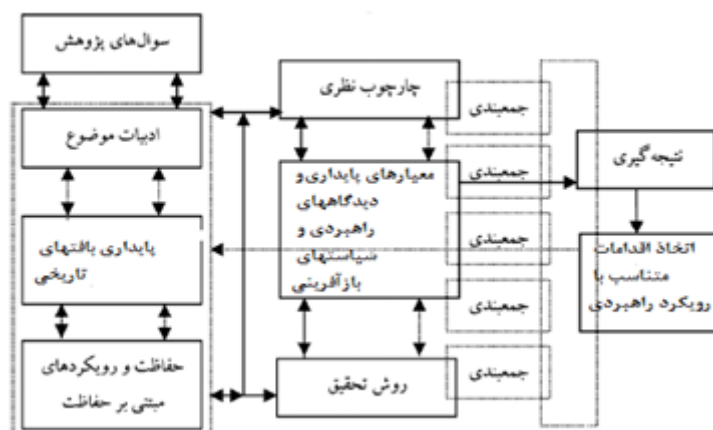 سوال‌های پژوهش
ادبیات موضوع
پایداری بافتهای
تاریخی
حفاظت و رویکردهای
مبتنی بر حفاظت
چارچوب نظری
معیارهای پایداری و
دیدگاههای
راهبردی و
سیاستهای
بازآفرینی
روش تحقیق
جمعبندی
جمعبندی
جمعبندی
جمعبندی
جمعبندی
نتیجه‌گیری
اتخاذ اقدامات
متناسب با
رویکرد راهبردی